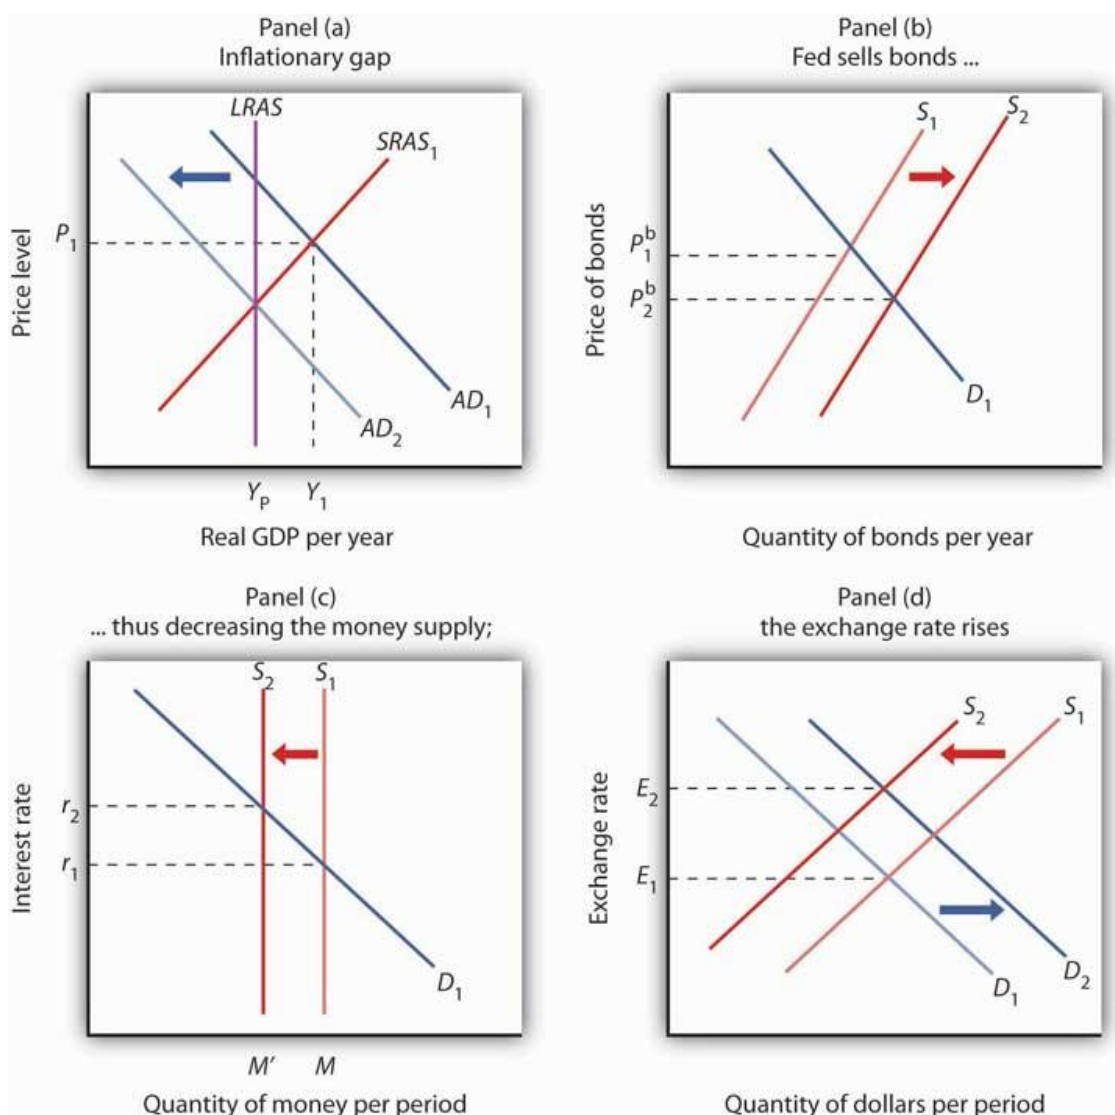 Panel (a)
Inflationary gap
LRAS
SRAS₁
P₁
Price level
AD₁
AD₂
Yₚ Y₁
Real GDP per year
Panel (b)
Fed sells bonds ...
S₁
S₂
P₁ᵇ
P₂ᵇ
Price of bonds
D₁
Quantity of bonds per year
Panel (c)
... thus decreasing the money supply;
S₂ S₁
r₂
r₁
Interest rate
D₁
M′ M
Quantity of money per period
Panel (d)
the exchange rate rises
S₂ S₁
E₂
E₁
Exchange rate
D₂
D₁
Quantity of dollars per period